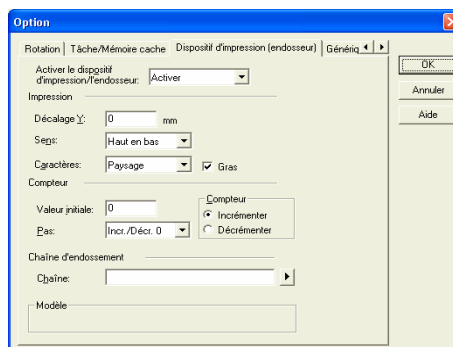 Option
Rotation Tâche/Mémoire cache Dispositif d'impression (endosseur) Génériq
Activer le dispositif
d'impression/l'endosseur: Activer
OK
Annuler
Aide
Impression
Décalage Y: 0 mm
Sens: Haut en bas
Caractères: Paysage Gras
Compteur
Valeur initiale: 0
Pas: Incr./Décr. 0
Compteur
Incrémenter
Décrémenter
Chaîne d'endossement
Chaîne:
Modèle